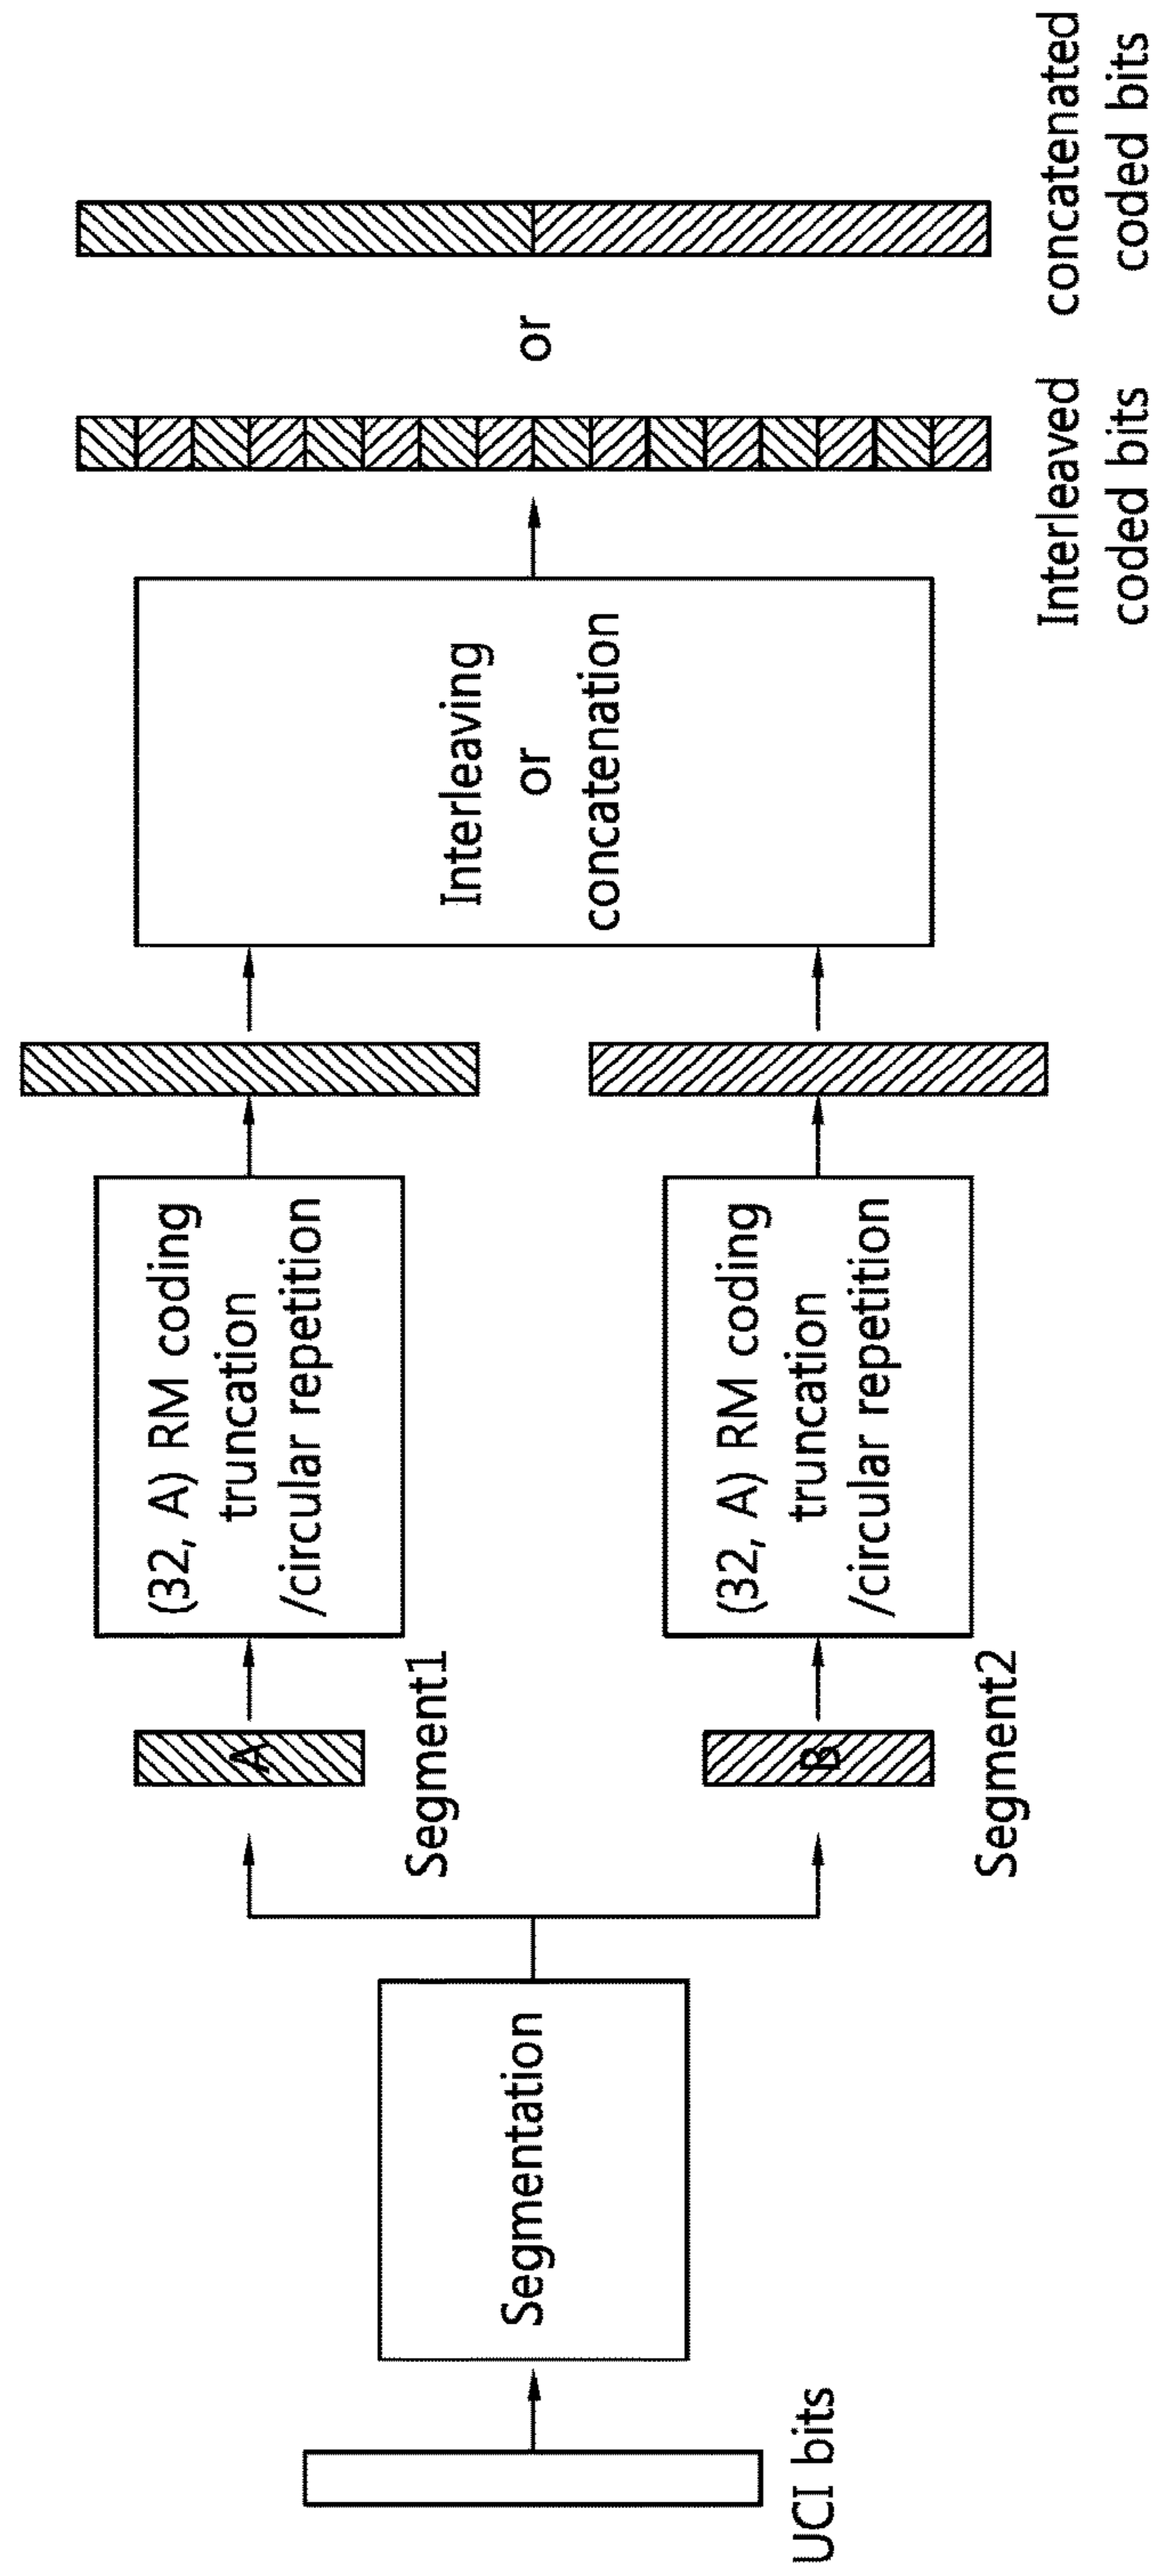 UCI bits
Segmentation
A
Segment1
B
Segment2
(32, A) RM coding
truncation
/circular repetition
(32, A) RM coding
truncation
/circular repetition
Interleaving
or
concatenation
or
Interleaved
coded bits
concatenated
coded bits